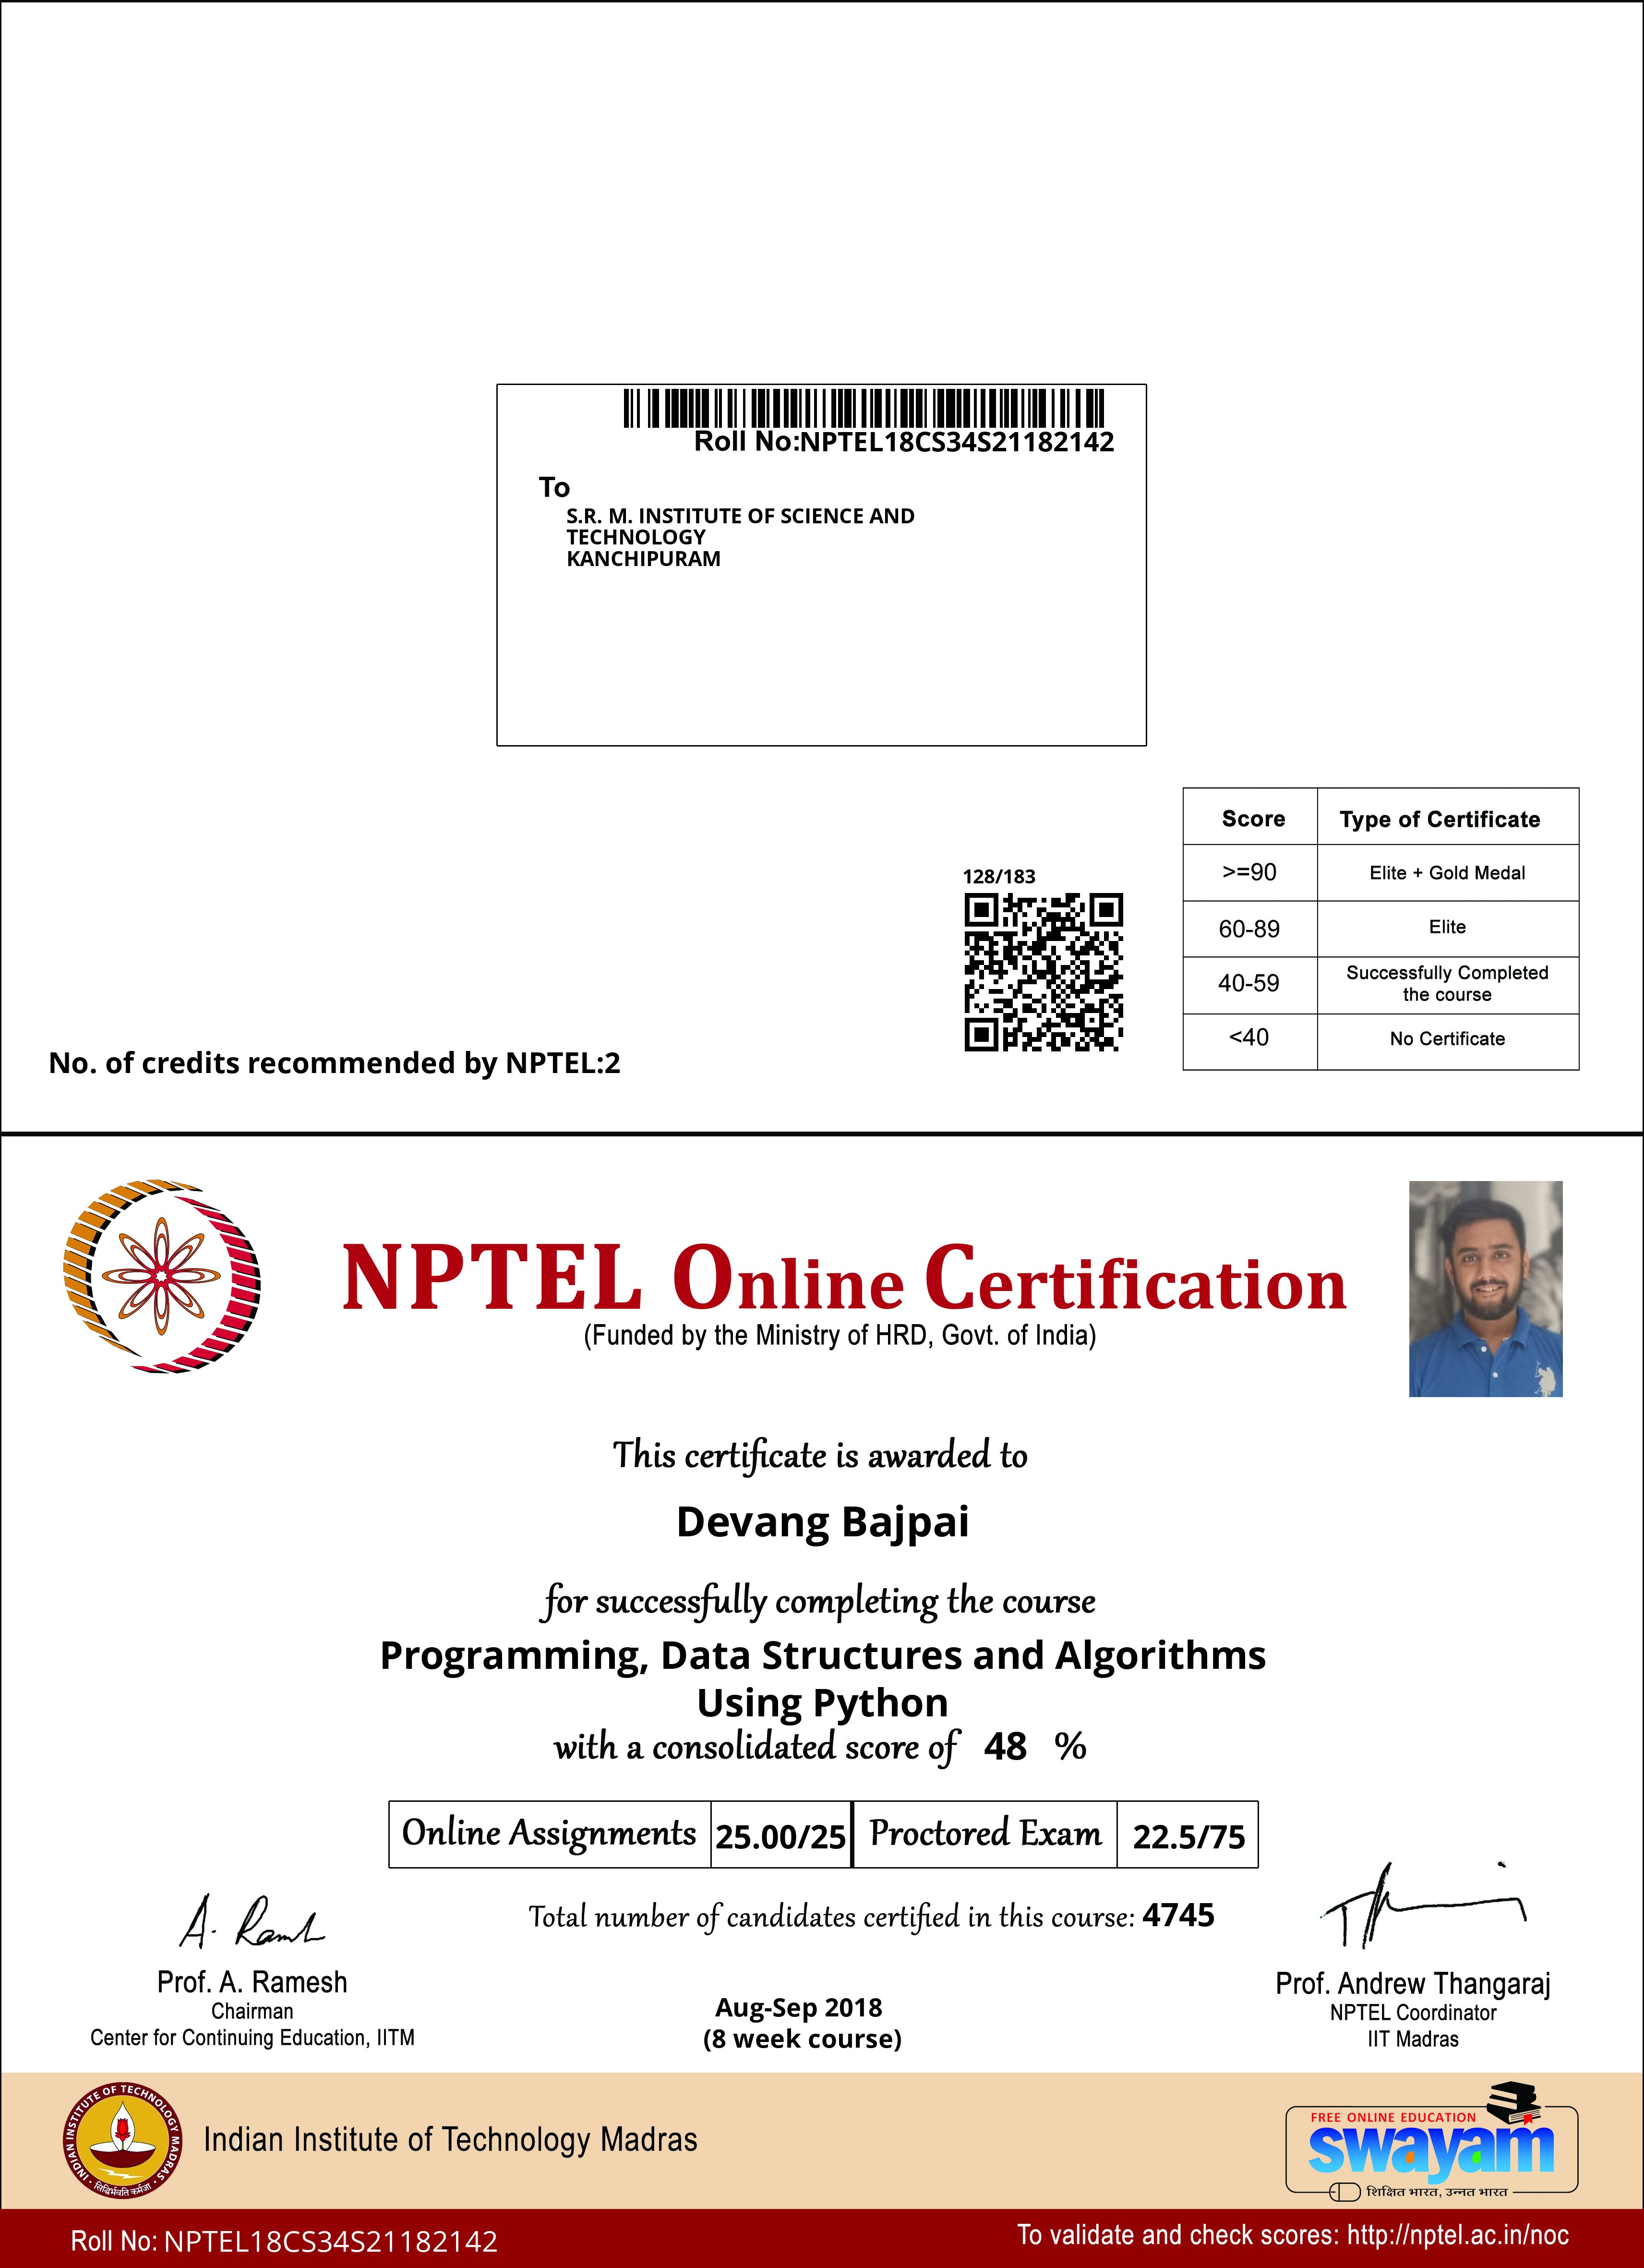 Roll No:NPTEL18CS34S21182142
To
S.R. M. INSTITUTE OF SCIENCE AND
TECHNOLOGY
KANCHIPURAM
Score Type of Certificate
>=90 Elite + Gold Medal
60-89 Elite
40-59 Successfully Completed
the course
<40 No Certificate
128/183
No. of credits recommended by NPTEL:2
NPTEL Online Certification
(Funded by the Ministry of HRD, Govt. of India)
This certificate is awarded to
Devang Bajpai
for successfully completing the course
Programming, Data Structures and Algorithms
Using Python
with a consolidated score of 48 %
Online Assignments 25.00/25 Proctored Exam 22.5/75
Total number of candidates certified in this course: 4745
A. Ramesh
Prof. A. Ramesh
Chairman
Center for Continuing Education, IITM
Aug-Sep 2018
(8 week course)
Prof. Andrew Thangaraj
NPTEL Coordinator
IIT Madras
INDIAN INSTITUTE OF TECHNOLOGY MADRAS
सिद्धिर्भवति कर्मजा
Indian Institute of Technology Madras
FREE ONLINE EDUCATION
swayam
शिक्षित भारत, उन्नत भारत
Roll No: NPTEL18CS34S21182142
To validate and check scores: http://nptel.ac.in/noc